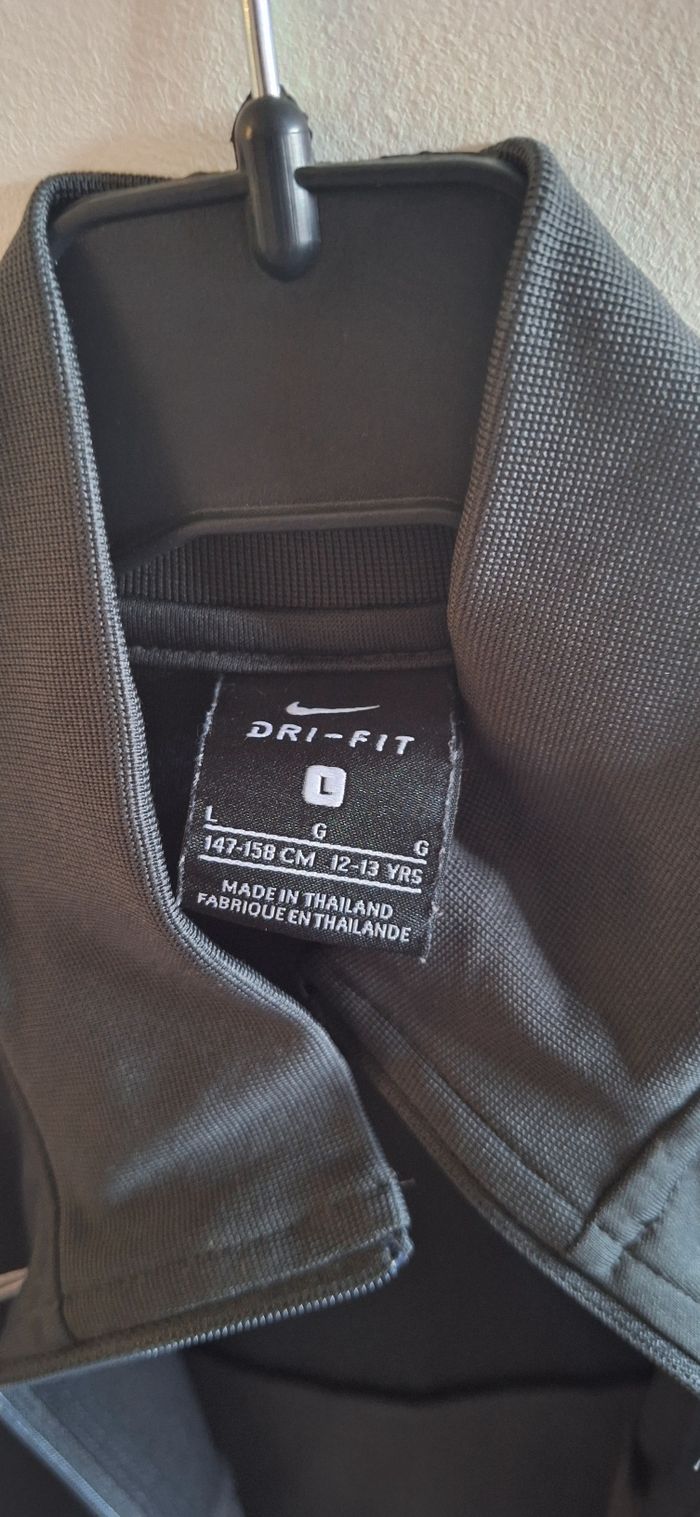 DRI-FIT
L
L G G
147-158 CM 12-13 YRS
MADE IN THAILAND
FABRIQUE EN THAILANDE